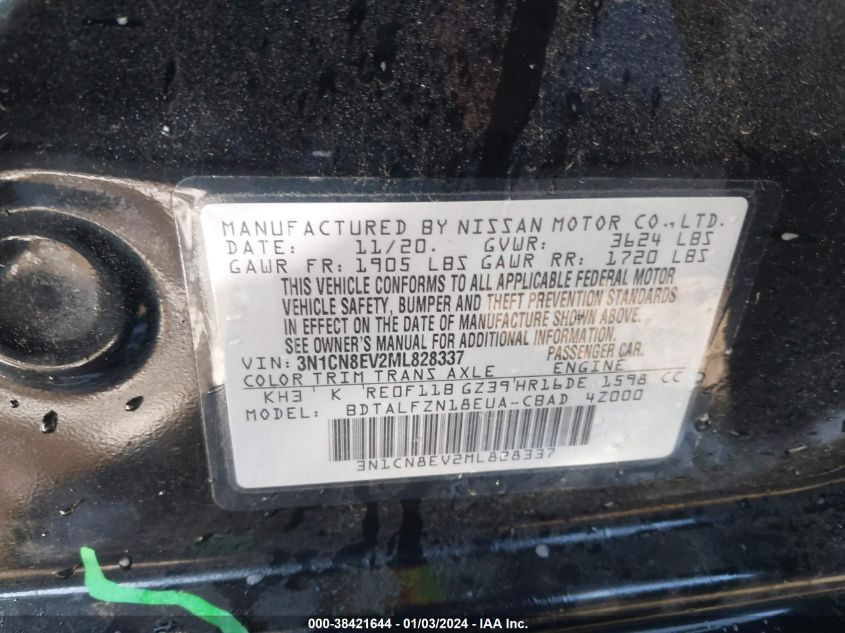 MANUFACTURED BY NISSAN MOTOR CO.,LTD.
DATE: 11/20. GVWR: 3624 LBS
GAWR FR: 1905 LBS GAWR RR: 1720 LBS
THIS VEHICLE CONFORMS TO ALL APPLICABLE FEDERAL MOTOR
VEHICLE SAFETY, BUMPER AND THEFT PREVENTION STANDARDS
IN EFFECT ON THE DATE OF MANUFACTURE SHOWN ABOVE.
SEE OWNER'S MANUAL FOR ADDITIONAL INFORMATION.
VIN: 3N1CN8EV2ML828337 PASSENGER CAR.
COLOR TRIM TRANS AXLE ENGINE
KH3 K RE0F11B GZ39 HR16DE 1598 CC
MODEL: BDTALFZN18EUA-CBAD 4Z000
3N1CN8EV2ML828337
000-38421644 - 01/03/2024 - IAA Inc.